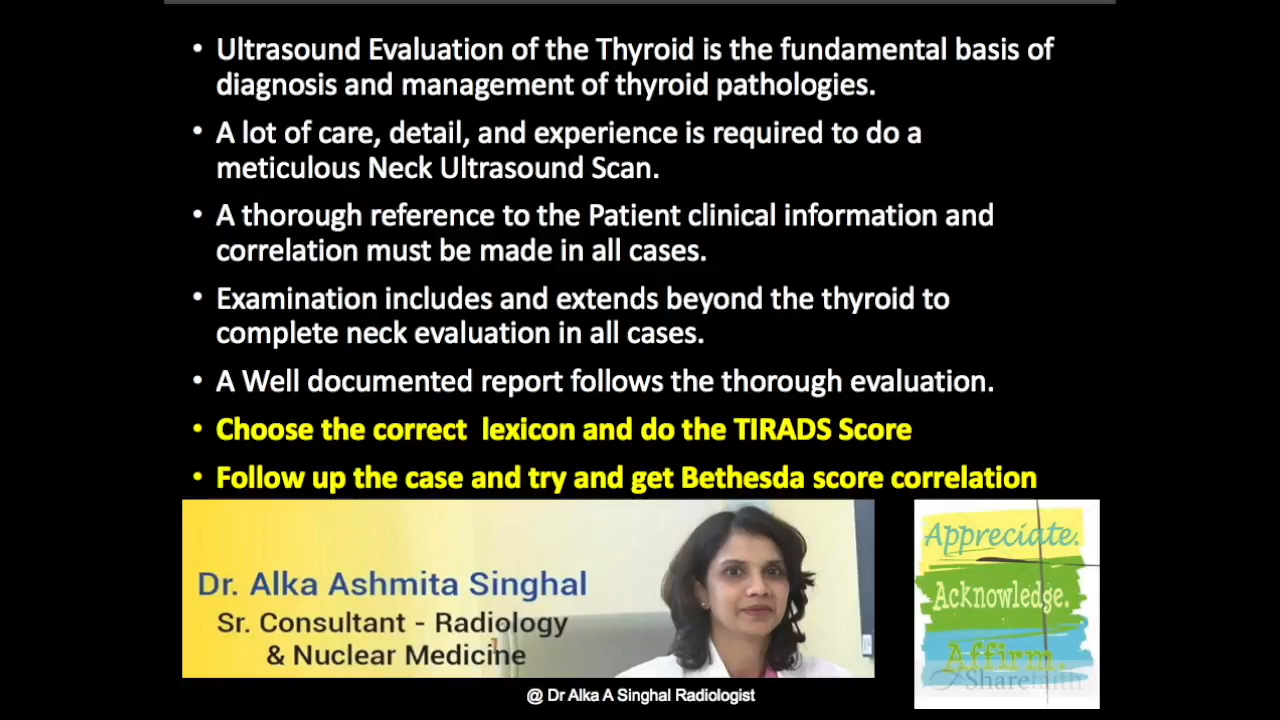 • Ultrasound Evaluation of the Thyroid is the fundamental basis of
diagnosis and management of thyroid pathologies.
• A lot of care, detail, and experience is required to do a
meticulous Neck Ultrasound Scan.
• A thorough reference to the Patient clinical information and
correlation must be made in all cases.
• Examination includes and extends beyond the thyroid to
complete neck evaluation in all cases.
• A Well documented report follows the thorough evaluation.
• Choose the correct  lexicon and do the TIRADS Score
• Follow up the case and try and get Bethesda score correlation
Dr. Alka Ashmita Singhal
Sr. Consultant - Radiology
& Nuclear Medicine
Appreciate.
Acknowledge.
Affirm.
Sharefaith
@ Dr Alka A Singhal Radiologist